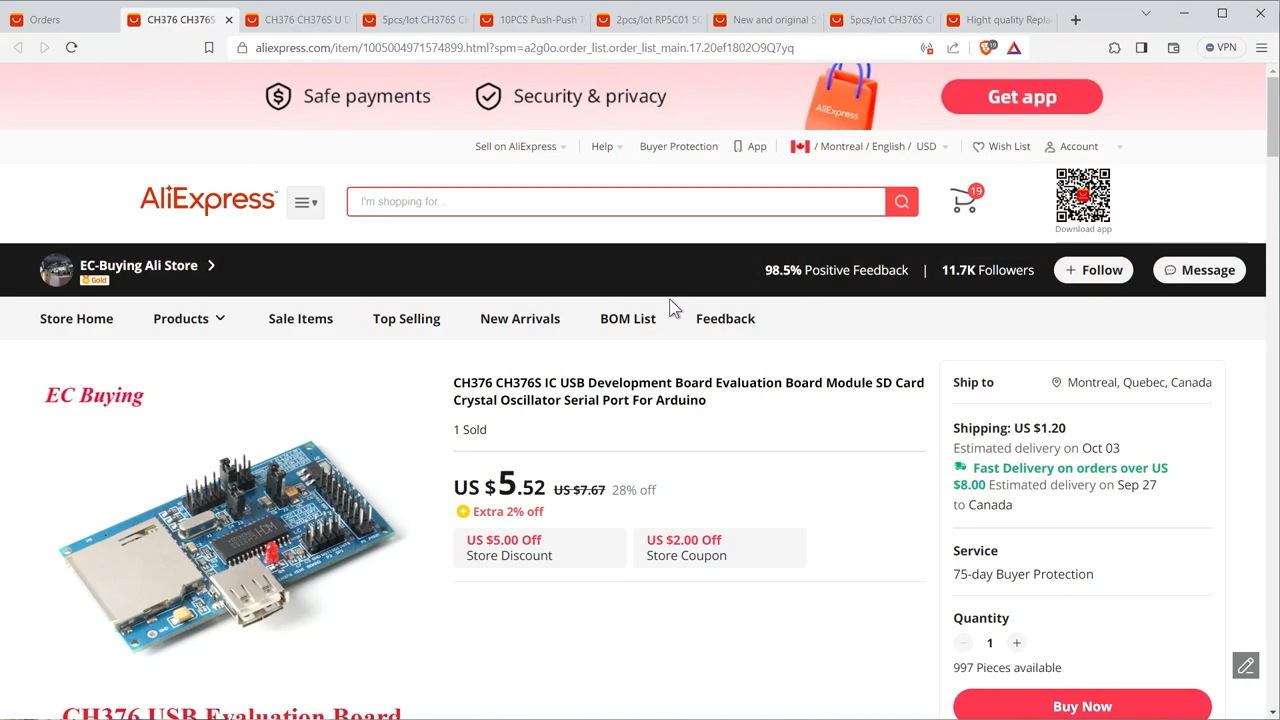 Orders
CH376 CH376S
CH376 CH376S U D
5pcs/lot CH376S C
10PCS Push-Push T
2pcs/lot RP5C01 5
New and original S
5pcs/lot CH376S C
Hight quality Repla
aliexpress.com/item/1005004971574899.html?spm=a2g0o.order_list.order_list_main.17.20t1802O9Q7yq
19
VPN
Safe payments
Security & privacy
AliExpress
Get app
Sell on AliExpress
Help
Buyer Protection
App
/ Montreal / English / USD
Wish List
Account
AliExpress
I'm shopping for...
19
Download app
EC-Buying Ali Store
Gold
98.5% Positive Feedback | 11.7K Followers
+ Follow
Message
Store Home
Products
Sale Items
Top Selling
New Arrivals
BOM List
Feedback
EC Buying
CH376 CH376S IC USB Development Board Evaluation Board Module SD Card
Crystal Oscillator Serial Port For Arduino
1 Sold
US $5.52 US $7.67 28% off
Extra 2% off
US $5.00 Off
Store Discount
US $2.00 Off
Store Coupon
CH376 USB Evaluation Board
Ship to
Montreal, Quebec, Canada
Shipping: US $1.20
Estimated delivery on Oct 03
Fast Delivery on orders over US
$8.00 Estimated delivery on Sep 27
to Canada
Service
75-day Buyer Protection
Quantity
1
997 Pieces available
Buy Now